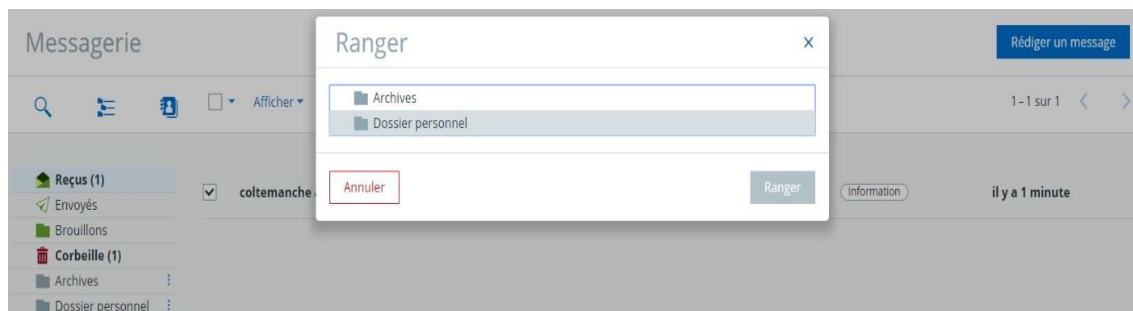 Messagerie
Ranger
x
Rédiger un message
Afficher
Archives
Dossier personnel
1-1 sur 1
Reçus (1)
Envoyés
Brouillons
Corbeille (1)
Archives
Dossier personnel
coltemanche
Annuler
Ranger
Information
il y a 1 minute